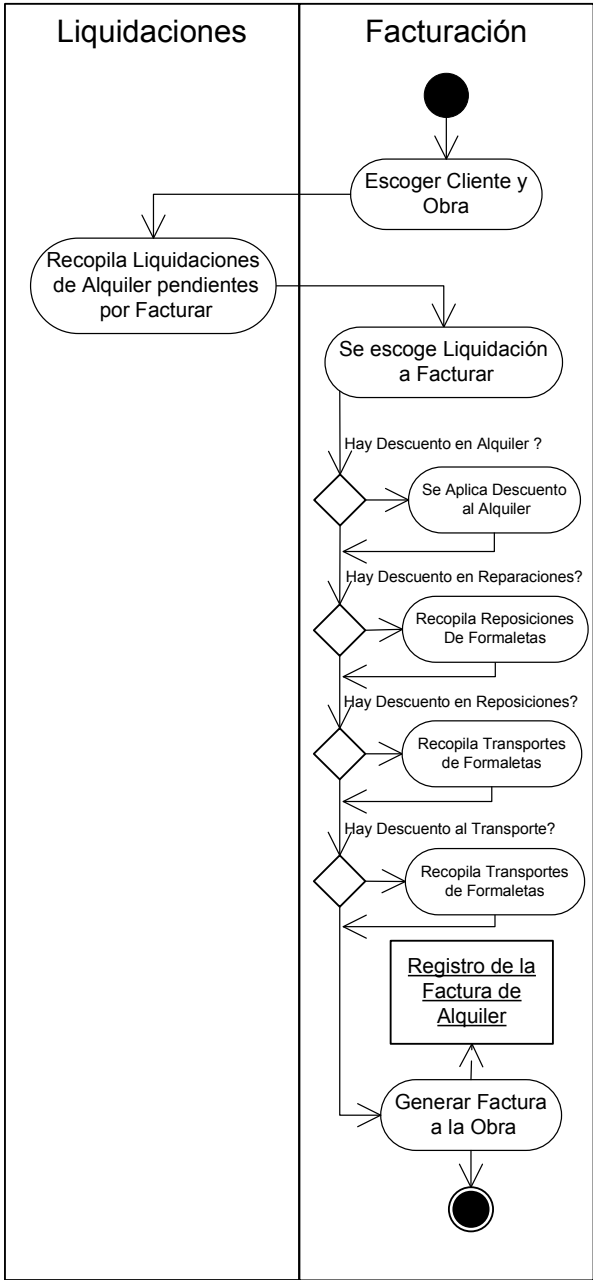 Liquidaciones
Facturación
Escoger Cliente y
Obra
Recopila Liquidaciones
de Alquiler pendientes
por Facturar
Se escoge Liquidación
a Facturar
Hay Descuento en Alquiler ?
Se Aplica Descuento
al Alquiler
Hay Descuento en Reparaciones?
Recopila Reposiciones
De Formaletas
Hay Descuento en Reposiciones?
Recopila Transportes
de Formaletas
Hay Descuento al Transporte?
Recopila Transportes
de Formaletas
Registro de la
Factura de
Alquiler
Generar Factura
a la Obra